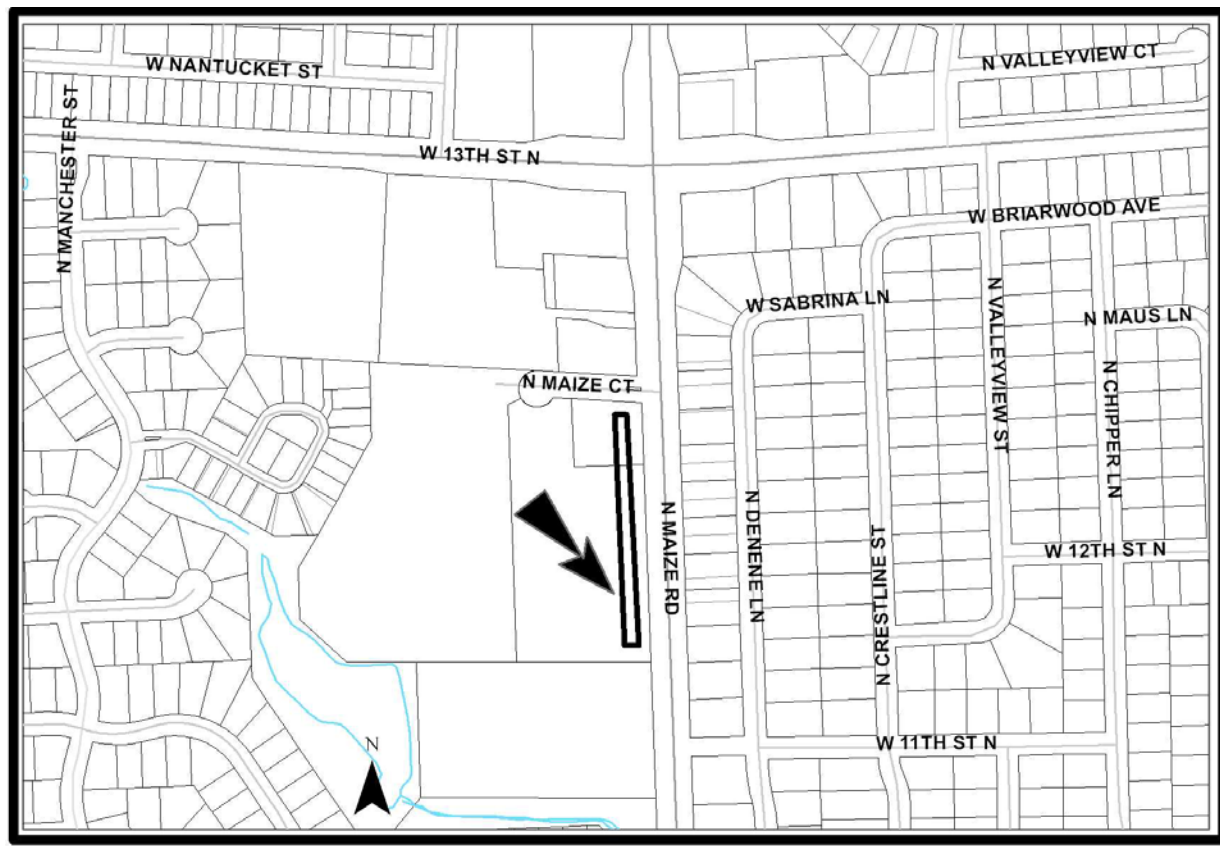 W NANTUCKET ST
N VALLEYVIEW CT
N MANCHESTER ST
W 13TH ST N
W BRIARWOOD AVE
W SABRINA LN
N VALLEYVIEW ST
N MAUS LN
N MAIZE CT
N CHIPPER LN
N MAIZE RD
N DENENE LN
N CRESTLINE ST
W 12TH ST N
W 11TH ST N
N